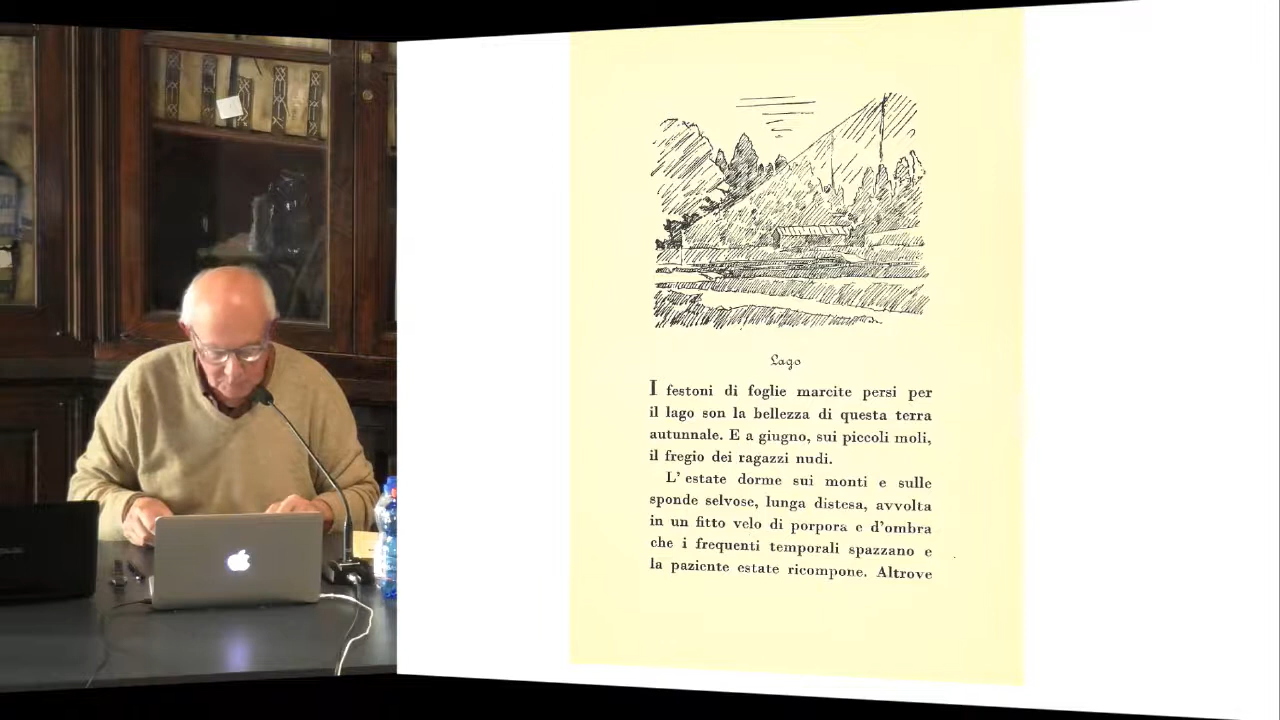 Lago
I festoni di foglie marcite persi per
il lago son la bellezza di questa terra
autunnale. E a giugno, sui piccoli moli,
il fregio dei ragazzi nudi.
L' estate dorme sui monti e sulle
sponde selvose, lunga distesa, avvolta
in un fitto velo di porpora e d'ombra
che i frequenti temporali spazzano e
la paziente estate ricompone. Altrove